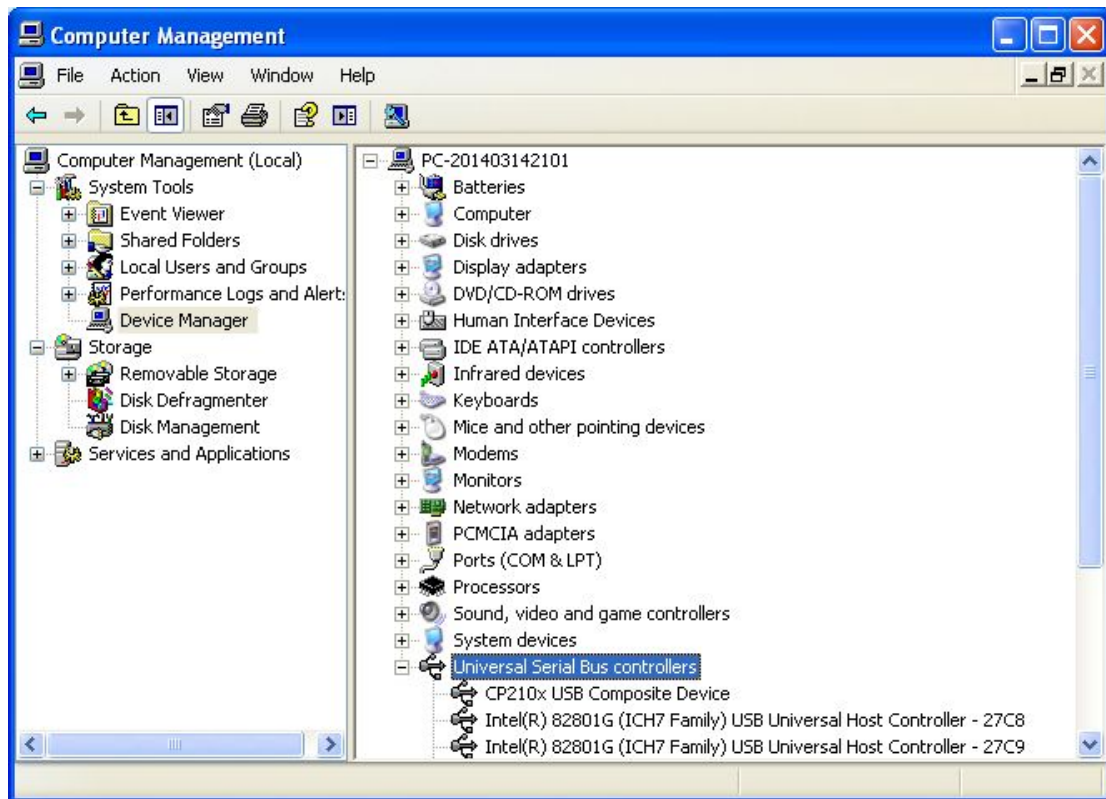 Computer Management
File Action View Window Help
Computer Management (Local)
System Tools
Event Viewer
Shared Folders
Local Users and Groups
Performance Logs and Alert:
Device Manager
Storage
Removable Storage
Disk Defragmenter
Disk Management
Services and Applications
PC-201403142101
Batteries
Computer
Disk drives
Display adapters
DVD/CD-ROM drives
Human Interface Devices
IDE ATA/ATAPI controllers
Infrared devices
Keyboards
Mice and other pointing devices
Modems
Monitors
Network adapters
PCMCIA adapters
Ports (COM & LPT)
Processors
Sound, video and game controllers
System devices
Universal Serial Bus controllers
CP210x USB Composite Device
Intel(R) 82801G (ICH7 Family) USB Universal Host Controller - 27C8
Intel(R) 82801G (ICH7 Family) USB Universal Host Controller - 27C9